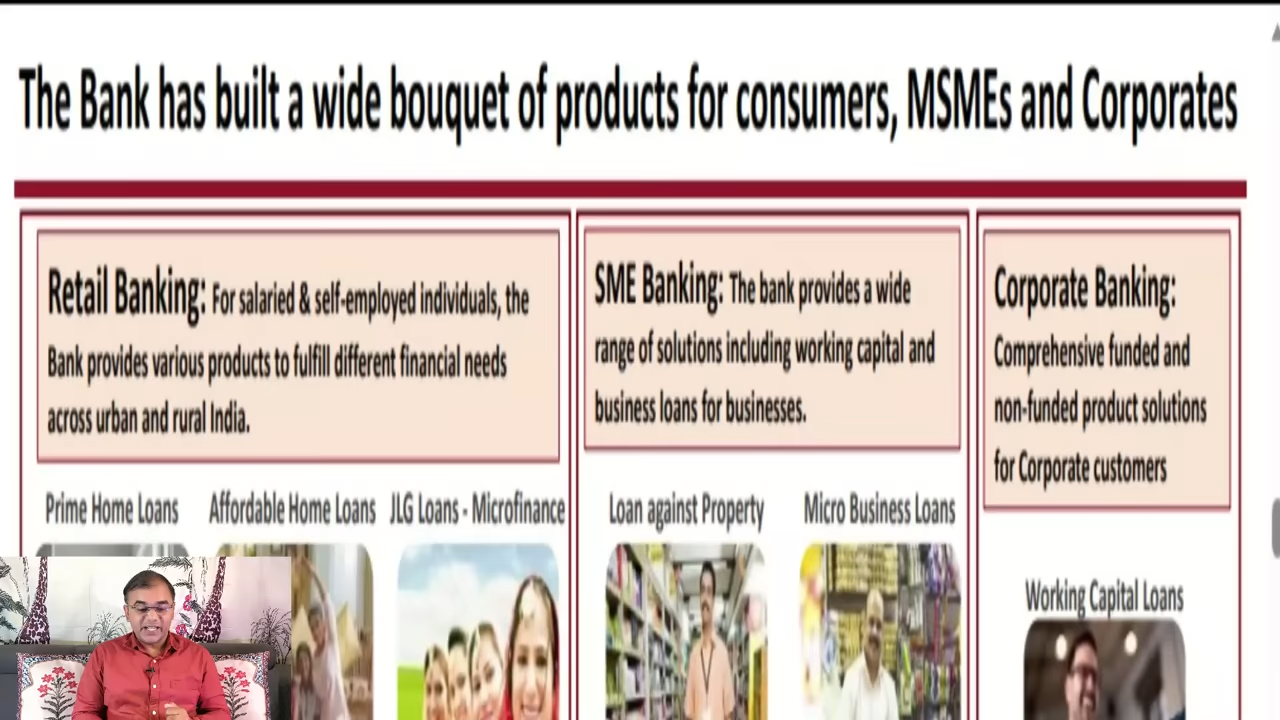 The Bank has built a wide bouquet of products for consumers, MSMEs and Corporates
Retail Banking: For salaried & self-employed individuals, the
Bank provides various products to fulfill different financial needs
across urban and rural India.
Prime Home Loans
Affordable Home Loans
JLG Loans - Microfinance
SME Banking: The bank provides a wide
range of solutions including working capital and
business loans for businesses.
Loan against Property
Micro Business Loans
Corporate Banking:
Comprehensive funded and
non-funded product solutions
for Corporate customers
Working Capital Loans